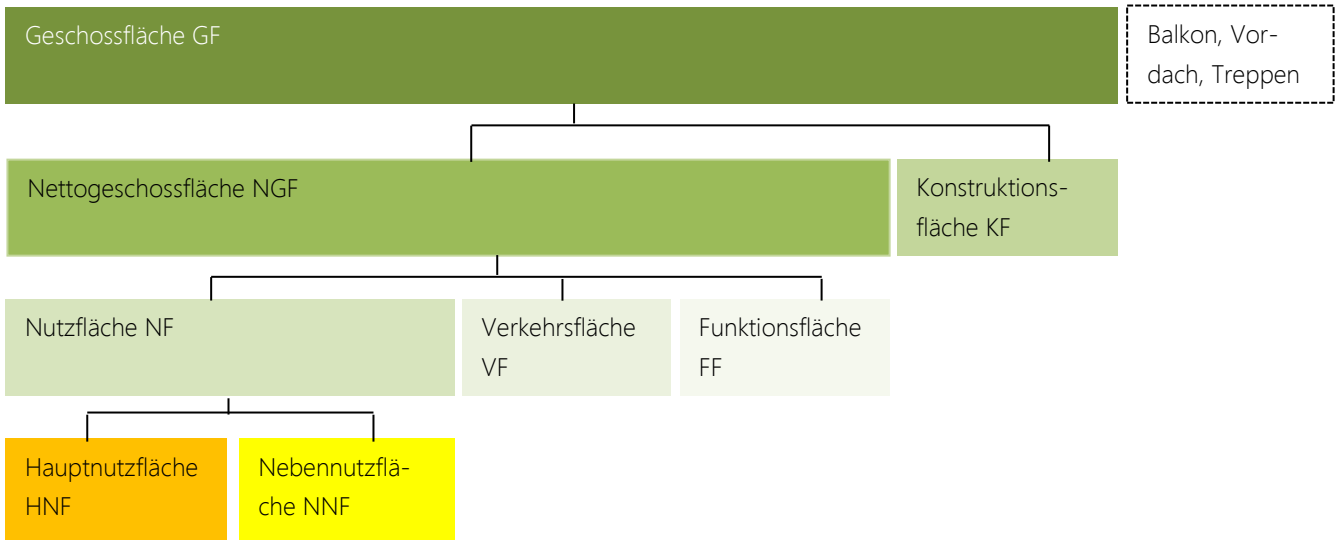 Geschossfläche GF
Balkon, Vor-
dach, Treppen
Nettogeschossfläche NGF
Konstruktions-
fläche KF
Nutzfläche NF
Verkehrsfläche
VF
Funktionsfläche
FF
Hauptnutzfläche
HNF
Nebennutzflä-
che NNF